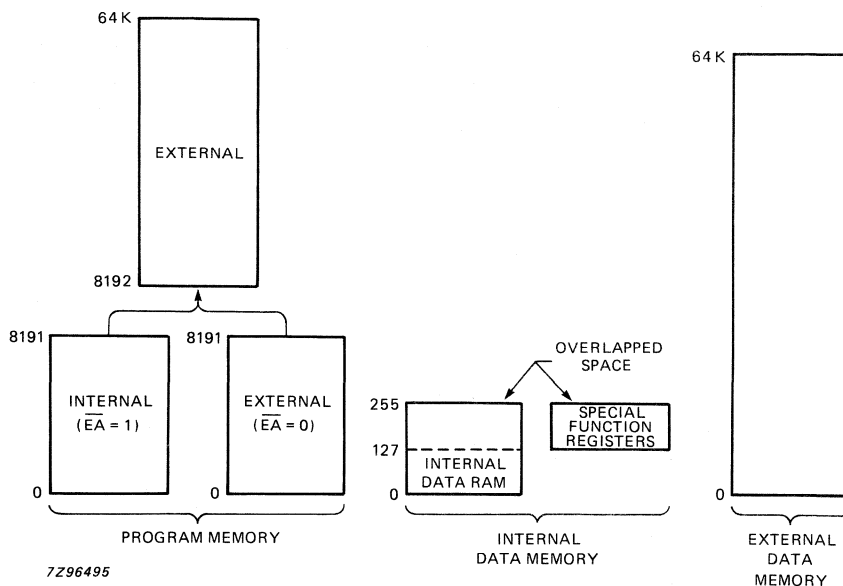 64K
EXTERNAL
8192
8191
INTERNAL
(EA = 1)
0
8191
EXTERNAL
(EA = 0)
0
PROGRAM MEMORY
OVERLAPPED
SPACE
255
127
INTERNAL
DATA RAM
0
SPECIAL
FUNCTION
REGISTERS
INTERNAL
DATA MEMORY
64K
0
EXTERNAL
DATA
MEMORY
7Z96495